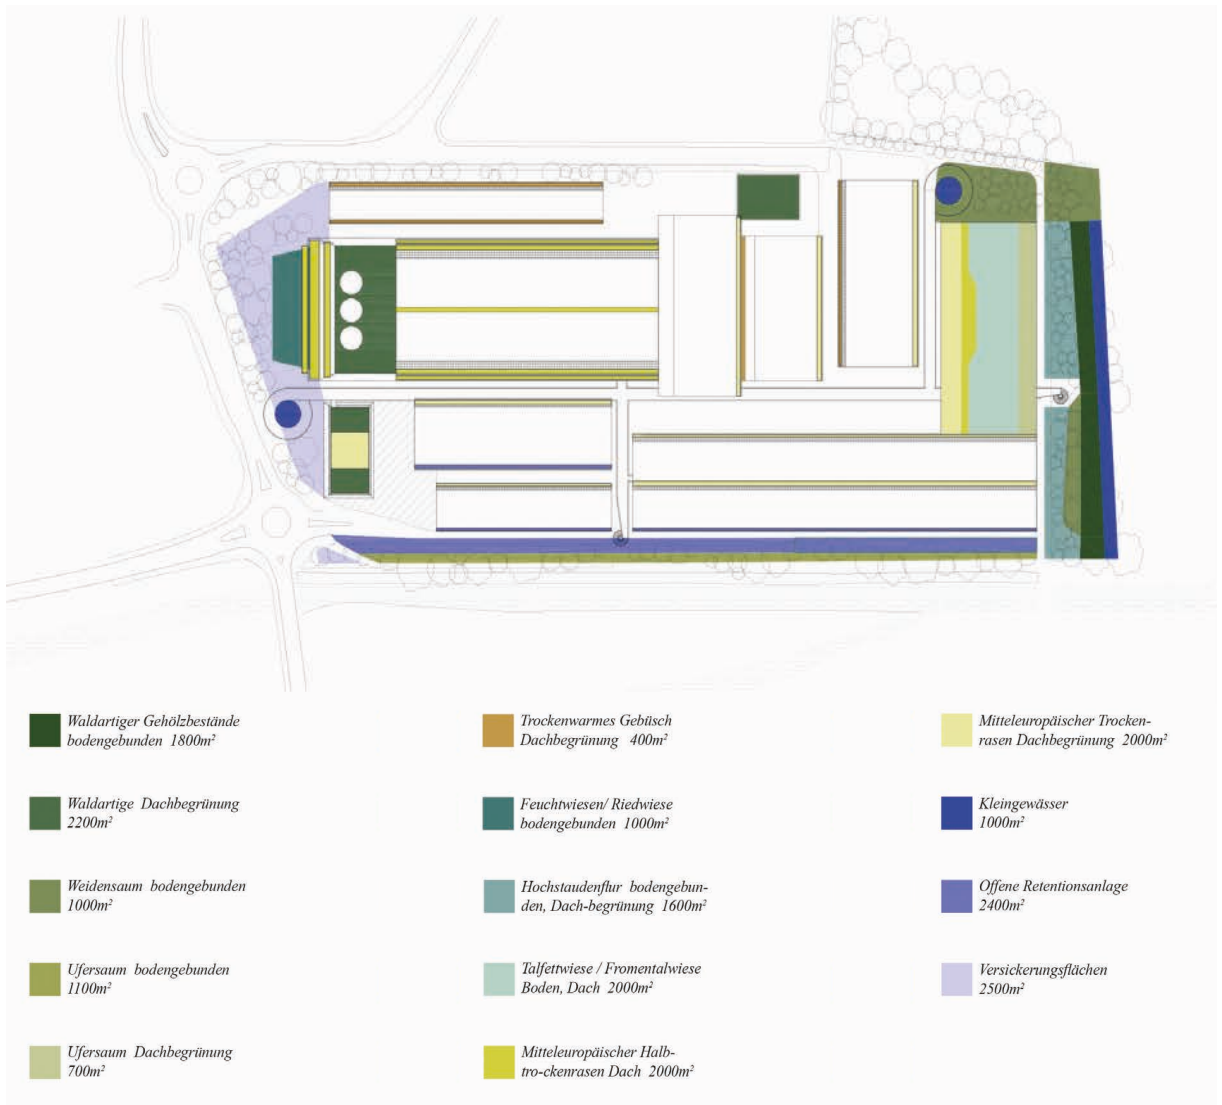 Waldartiger Gehölzbestände
bodengebunden 1800m²
Waldartige Dachbegrünung
2200m²
Weidensaum bodengebunden
1000m²
Ufersaum bodengebunden
1100m²
Ufersaum Dachbegrünung
700m²
Trockenwarmes Gebüsch
Dachbegrünung 400m²
Feuchtwiesen/ Riedwiese
bodengebunden 1000m²
Hochstaudenflur bodengebun-
den, Dach-begrünung 1600m²
Talfettwiese / Fromentalwiese
Boden, Dach 2000m²
Mitteleuropäischer Halb-
tro-ckenrasen Dach 2000m²
Mitteleuropäischer Trocken-
rasen Dachbegrünung 2000m²
Kleingewässer
1000m²
Offene Retentionsanlage
2400m²
Versickerungsflächen
2500m²